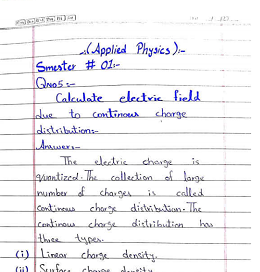 (Applied Physics):-
Smester # 01:-
QNo5:-
Calculate electric field
due to continous charge
distribution:-
Answer:-
The electric charge is
quantized. The collection of large
number of charges is called
continous charge distribution. The
continous charge distribution has
three types.
(i) Linear charge density.
(ii) Surface charge density